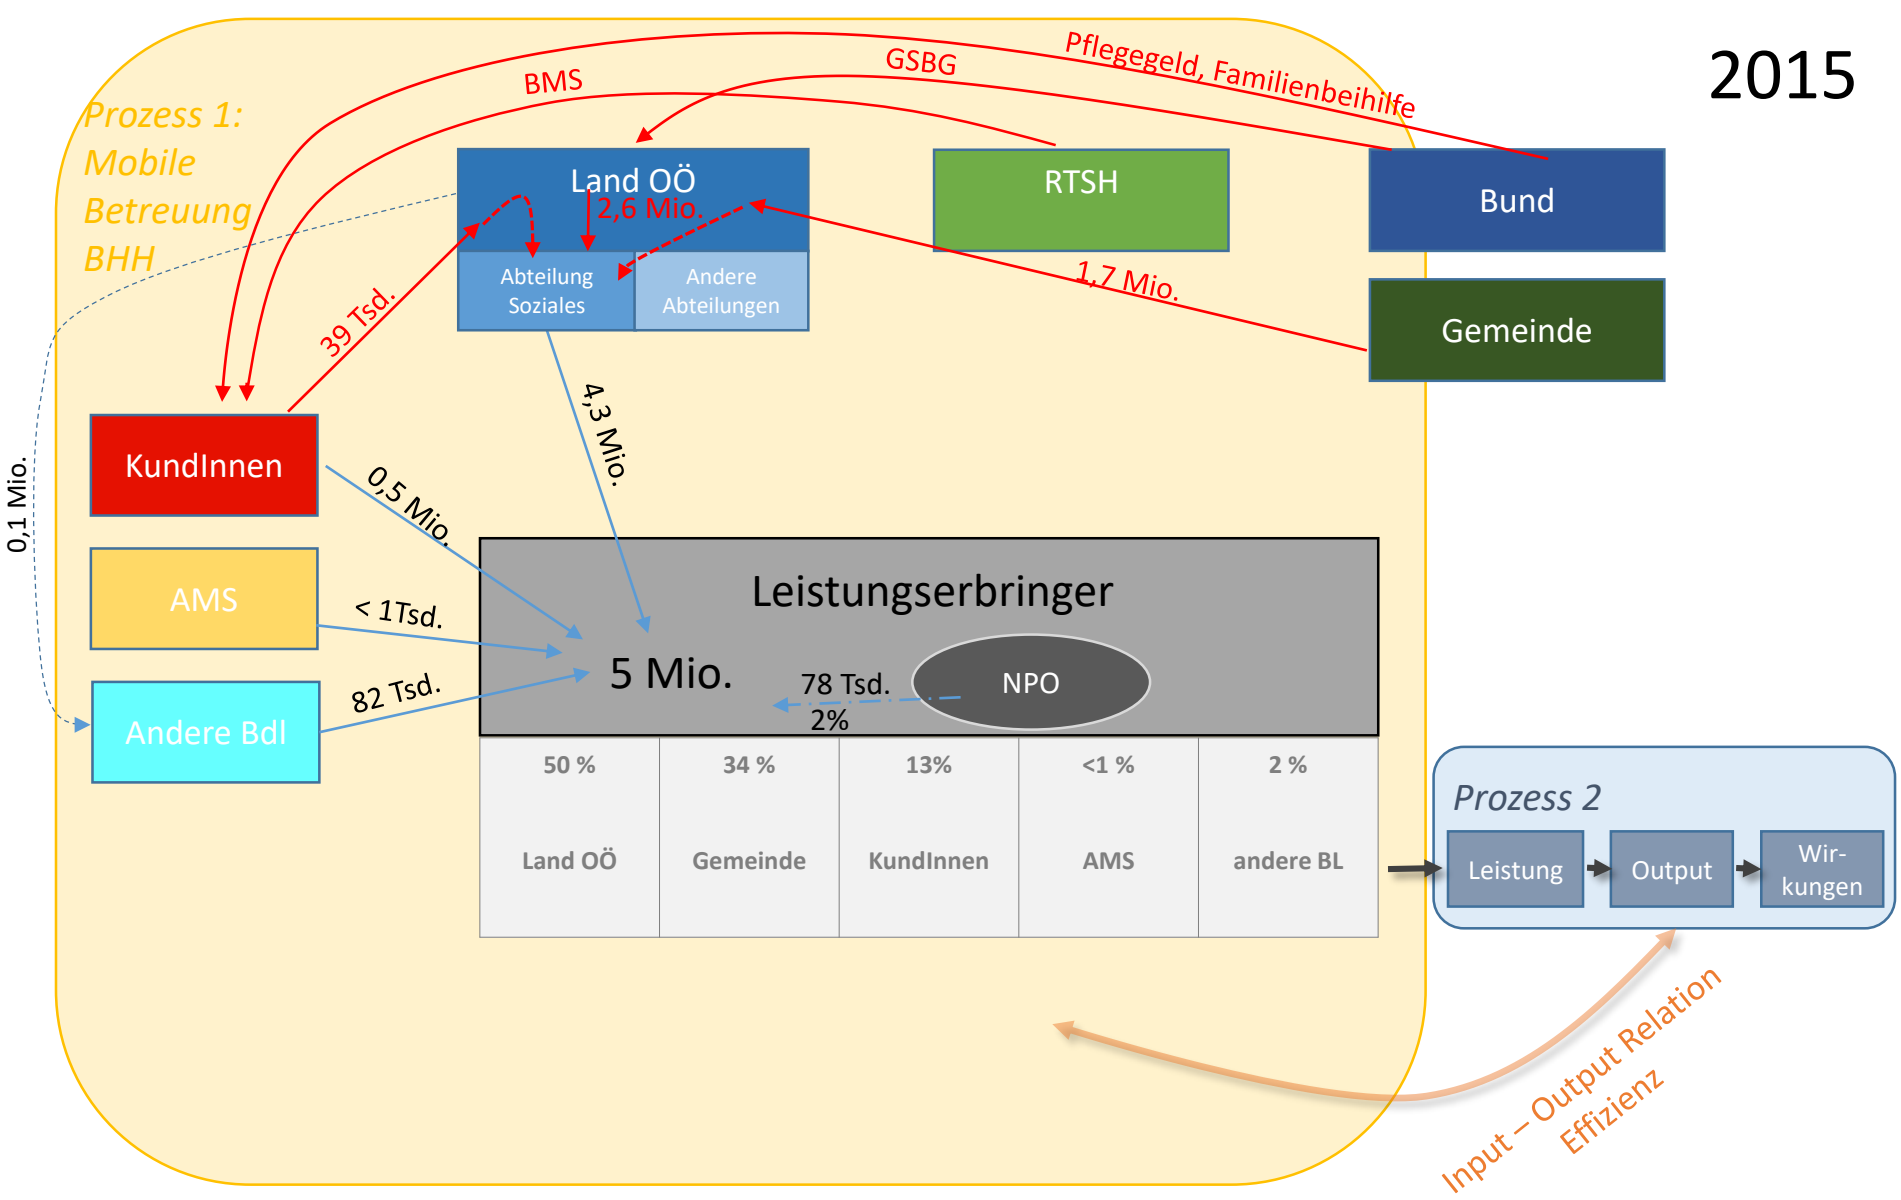 2015
Pflegegeld, Familienbeihilfe
GSBG
BMS
Prozess 1:
Mobile
Betreuung
BHH
Land OÖ
2,6 Mio.
RTSH
Bund
Abteilung
Soziales
Andere
Abteilungen
1,7 Mio.
Gemeinde
39 Tsd.
4,3 Mio.
KundInnen
0,5 Mio.
0,1 Mio.
AMS
< 1Tsd.
Leistungserbringer
5 Mio.
78 Tsd.
2%
NPO
82 Tsd.
Andere Bdl
50 %
34 %
13%
<1 %
2 %
Land OÖ
Gemeinde
KundInnen
AMS
andere BL
Prozess 2
Leistung
Output
Wir-
kungen
Input – Output Relation
Effizienz